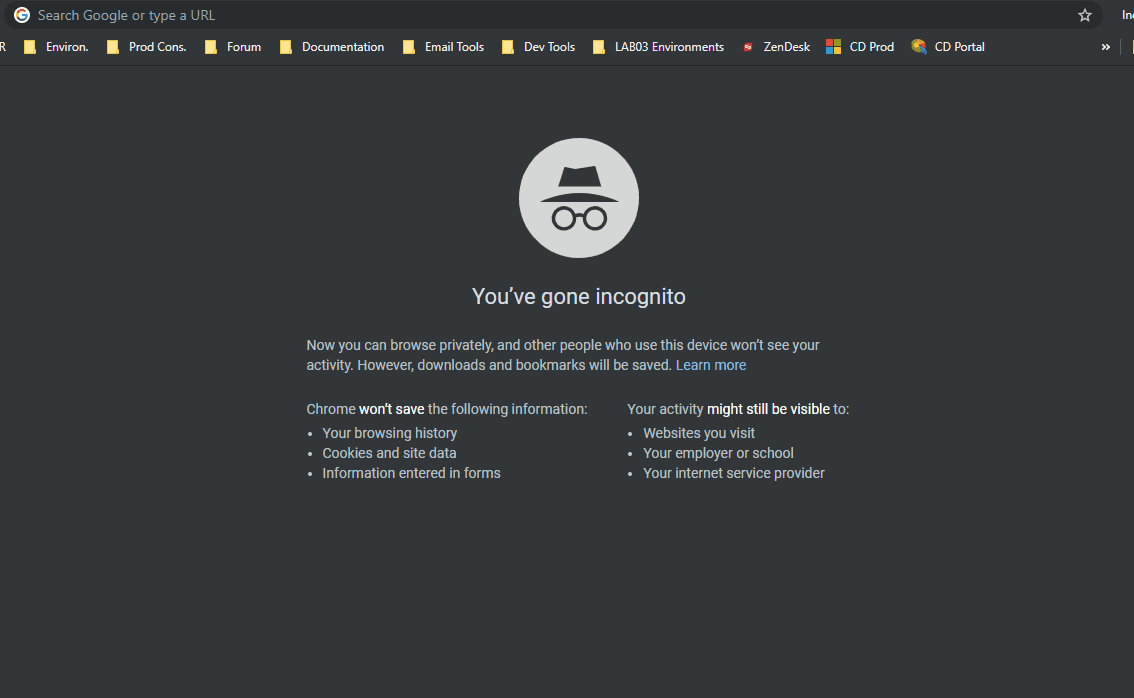 Search Google or type a URL
R Environ. Prod Cons. Forum Documentation Email Tools Dev Tools LAB03 Environments ZenDesk CD Prod CD Portal »
You've gone incognito
Now you can browse privately, and other people who use this device won't see your
activity. However, downloads and bookmarks will be saved. Learn more
Chrome won't save the following information:
• Your browsing history
• Cookies and site data
• Information entered in forms
Your activity might still be visible to:
• Websites you visit
• Your employer or school
• Your internet service provider